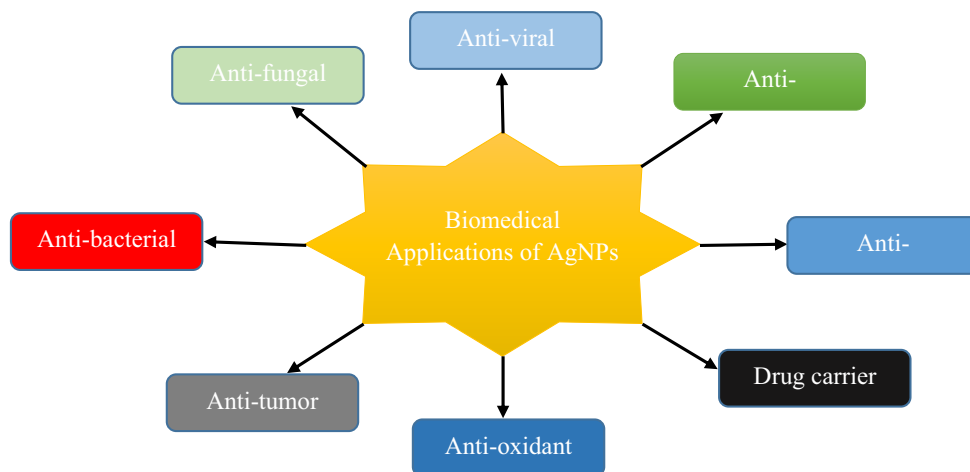 Anti-viral
Anti-fungal
Anti-
Biomedical
Applications of AgNPs
Anti-bacterial
Anti-
Drug carrier
Anti-tumor
Anti-oxidant